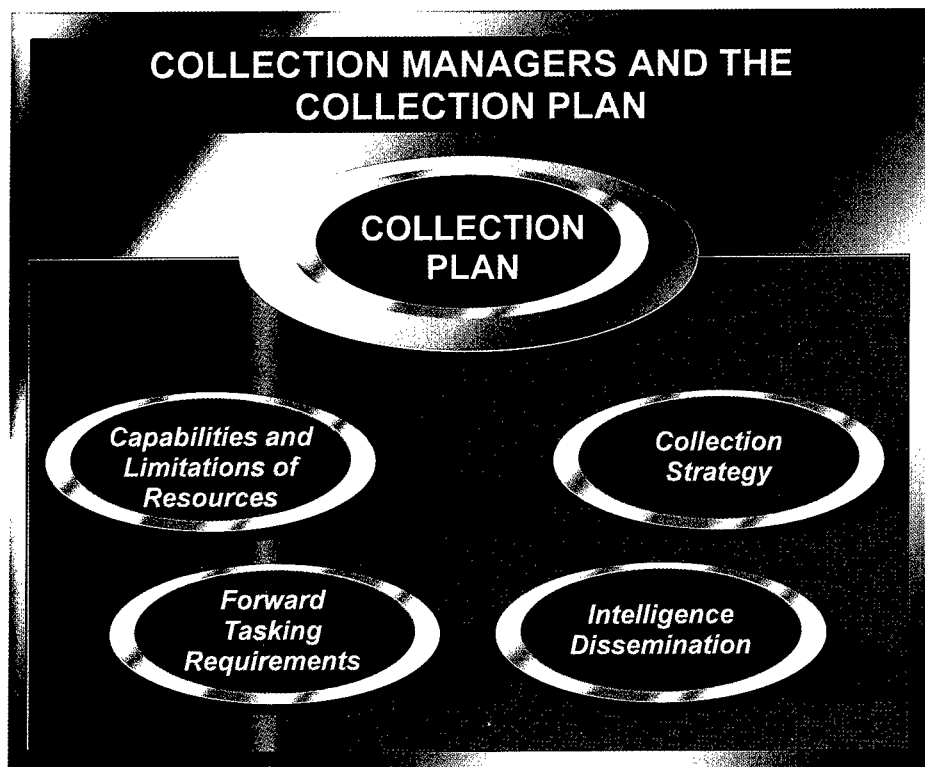 COLLECTION MANAGERS AND THE
COLLECTION PLAN
COLLECTION
PLAN
Capabilities and
Limitations of
Resources
Collection
Strategy
Forward
Tasking
Requirements
Intelligence
Dissemination